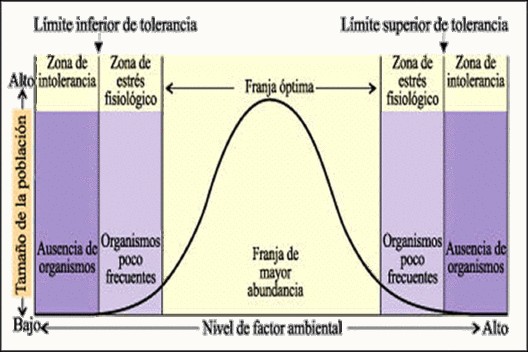 Límite inferior de tolerancia
Límite superior de tolerancia
Zona de
intolerancia
Zona de
estrés
fisiológico
Franja óptima
Zona de
estrés
fisiológico
Zona de
intolerancia
Alto
Tamaño de la población
Ausencia de
organismos
Organismos
poco
frecuentes
Franja de
mayor
abundancia
Organismos
poco
frecuentes
Ausencia de
organismos
Bajo
Nivel de factor ambiental
Alto